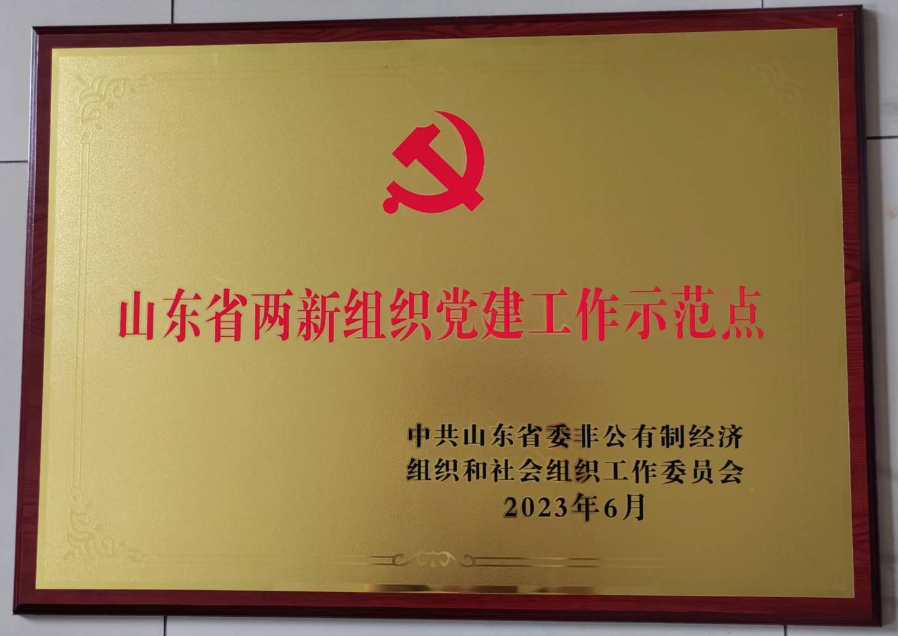 山东省两新组织党建工作示范点
中共山东省委非公有制经济
组织和社会组织工作委员会
2023年6月